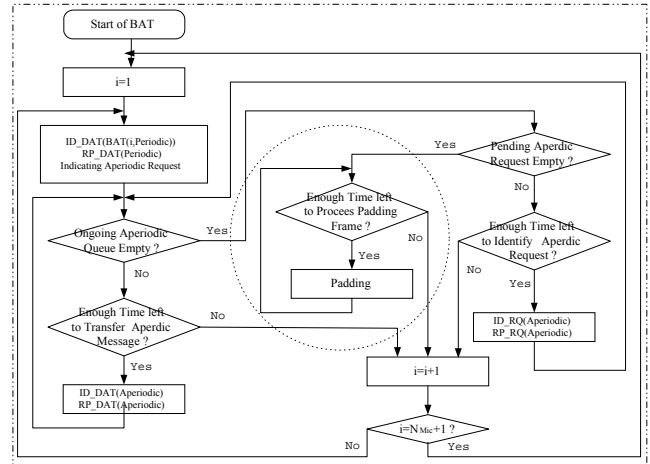 Start of BAT
i=1
ID_DAT(BAT(i,Periodic))
RP_DAT(Periodic)
Indicating Aperiodic Request
Ongoing Aperiodic
Queue Empty ?
Yes
No
Enough Time left
to Transfer Aperdic
Message ?
No
Yes
ID_DAT(Aperiodic)
RP_DAT(Aperiodic)
Enough Time left
to Procees Padding
Frame ?
No
Yes
Padding
Pending Aperdic
Request Empty ?
Yes
No
Enough Time left
to Identify Aperdic
Request ?
No
Yes
ID_RQ(Aperiodic)
RP_RQ(Aperiodic)
i=i+1
i=NMic+1 ?
No
Yes